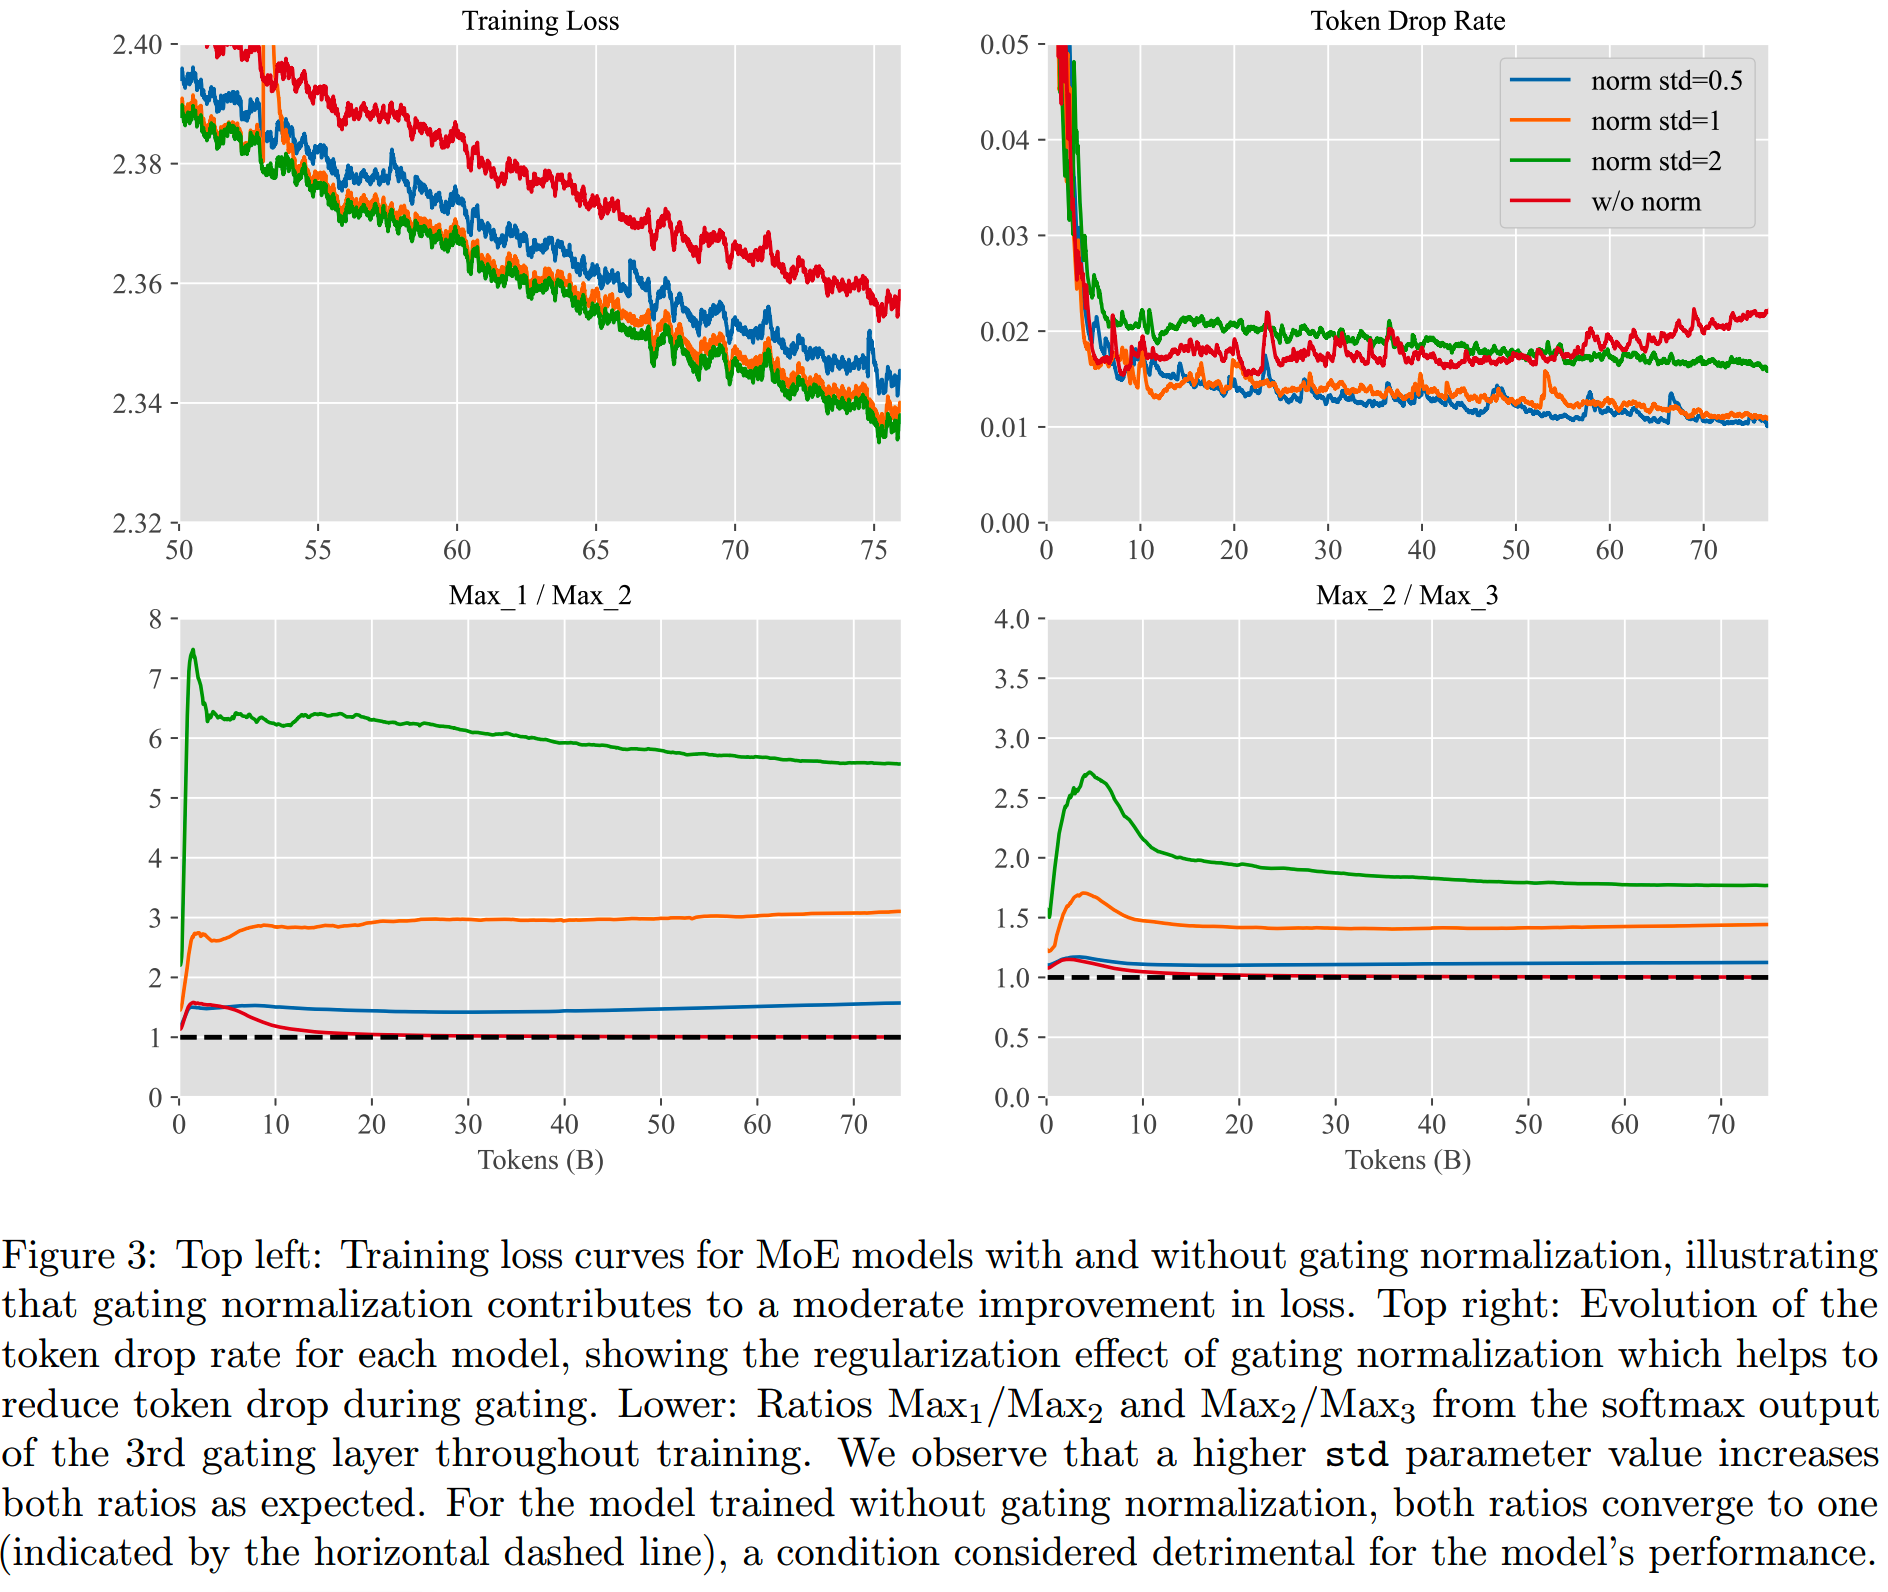 Training Loss
2.40
2.38
2.36
2.34
2.32
50 55 60 65 70 75
Token Drop Rate
0.05
0.04
0.03
0.02
0.01
0.00
0 10 20 30 40 50 60 70
norm std=0.5
norm std=1
norm std=2
w/o norm
Max_1 / Max_2
8
7
6
5
4
3
2
1
0
0 10 20 30 40 50 60 70
Tokens (B)
Max_2 / Max_3
4.0
3.5
3.0
2.5
2.0
1.5
1.0
0.5
0.0
0 10 20 30 40 50 60 70
Tokens (B)
Figure 3: Top left: Training loss curves for MoE models with and without gating normalization, illustrating
that gating normalization contributes to a moderate improvement in loss. Top right: Evolution of the
token drop rate for each model, showing the regularization effect of gating normalization which helps to
reduce token drop during gating. Lower: Ratios Max₁/Max₂ and Max₂/Max₃ from the softmax output
of the 3rd gating layer throughout training. We observe that a higher std parameter value increases
both ratios as expected. For the model trained without gating normalization, both ratios converge to one
(indicated by the horizontal dashed line), a condition considered detrimental for the model's performance.